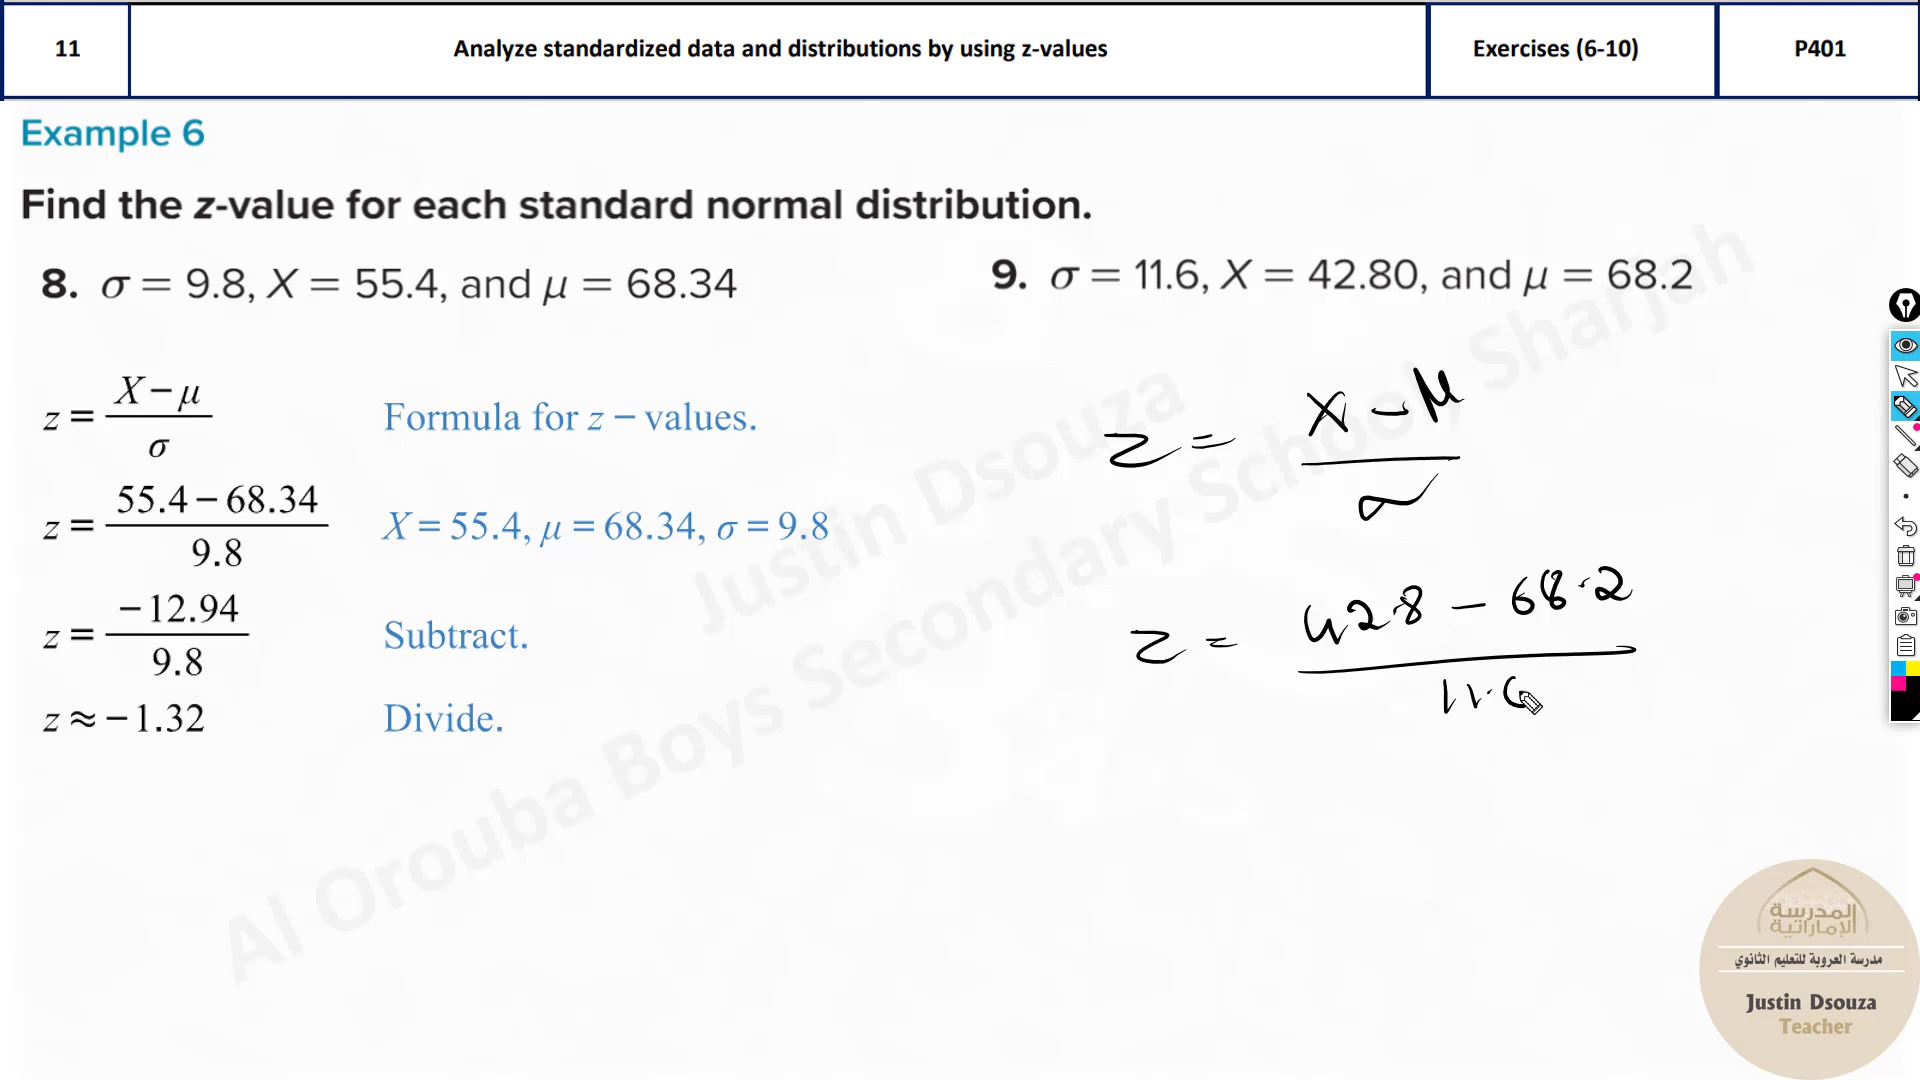 11
Analyze standardized data and distributions by using z-values
Exercises (6-10)
P401
Example 6
Find the z-value for each standard normal distribution.
8. σ = 9.8, X = 55.4, and μ = 68.34
z = (X − μ)/σ
Formula for z − values.
z = (55.4 − 68.34)/9.8
X = 55.4, μ = 68.34, σ = 9.8
z = −12.94/9.8
Subtract.
z ≈ −1.32
Divide.
9. σ = 11.6, X = 42.80, and μ = 68.2
z = (X − μ)/σ
z = (42.8 − 68.2)/11.6
Justin Dsouza
Al Orouba Boys Secondary School, Sharjah
المدرسة
الإماراتية
مدرسة العروبة للتعليم الثانوي
Justin Dsouza
Teacher